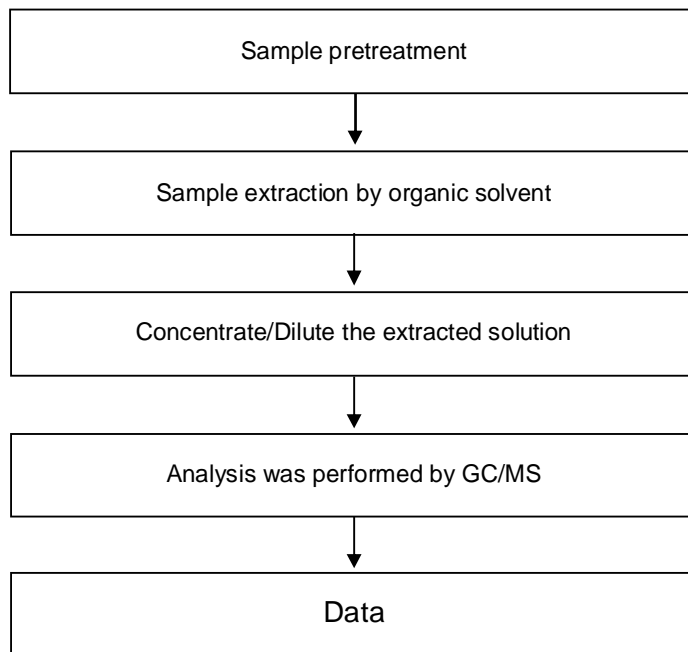 Sample pretreatment
Sample extraction by organic solvent
Concentrate/Dilute the extracted solution
Analysis was performed by GC/MS
Data